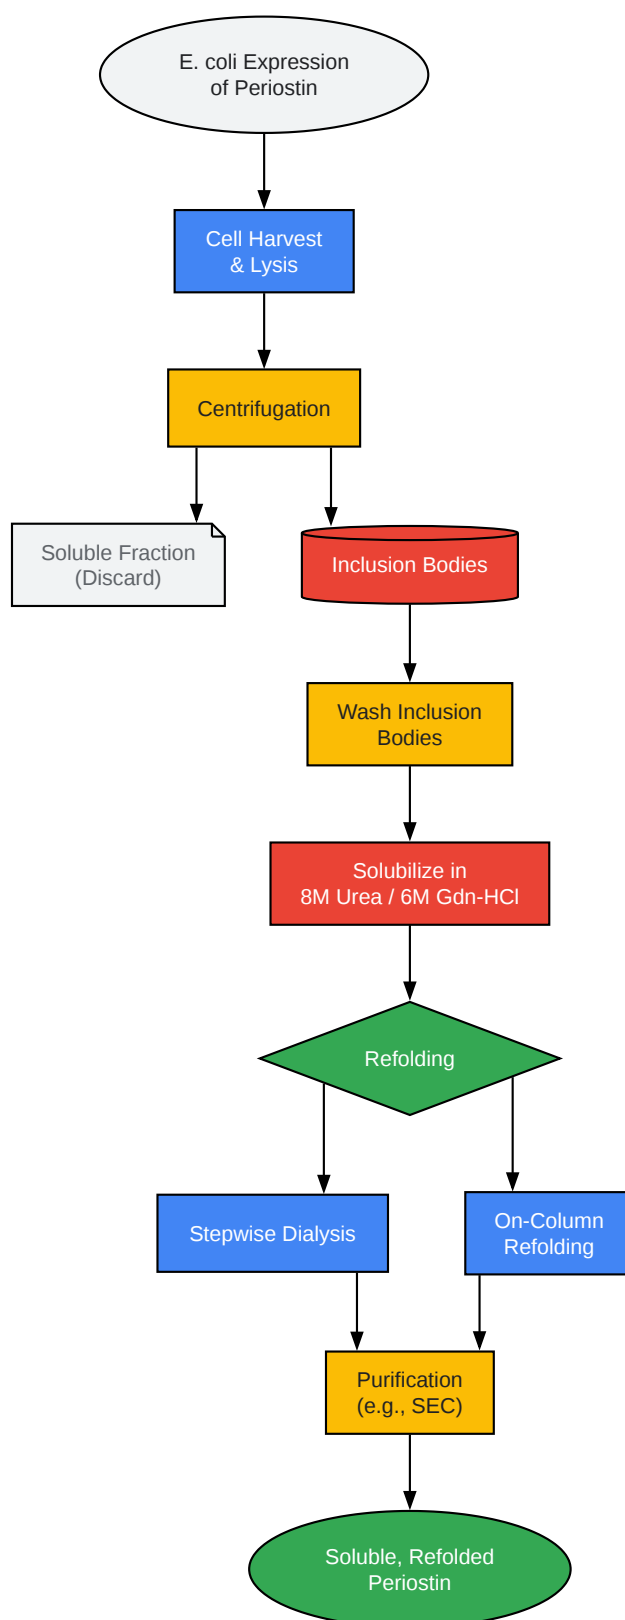 E. coli Expression
of Periostin
Cell Harvest
& Lysis
Centrifugation
Soluble Fraction
(Discard)
Inclusion Bodies
Wash Inclusion
Bodies
Solubilize in
8M Urea / 6M Gdn-HCl
Refolding
Stepwise Dialysis
On-Column
Refolding
Purification
(e.g., SEC)
Soluble, Refolded
Periostin